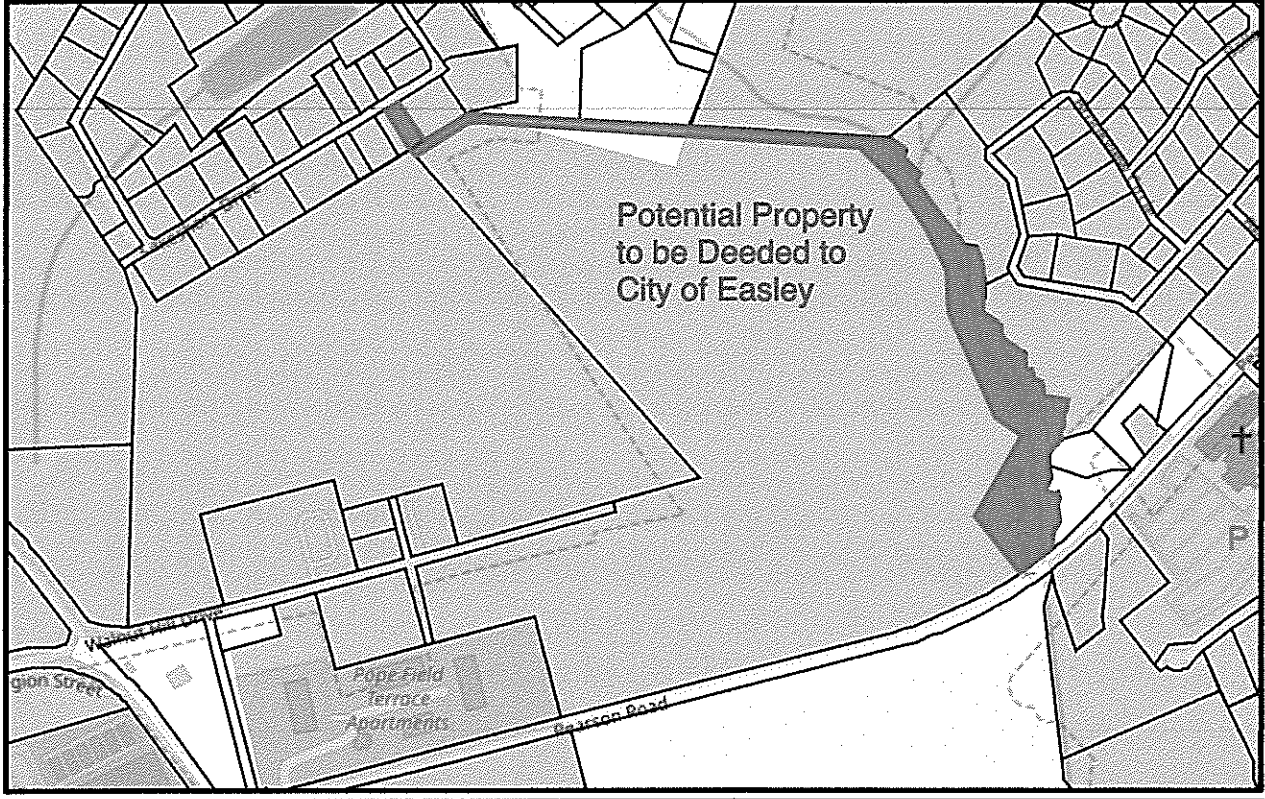 Potential Property
to be Deeded to
City of Easley
Walnut Hill Drive
gion Street
Pope Field
Terrace
Apartments
Pearson Road
P